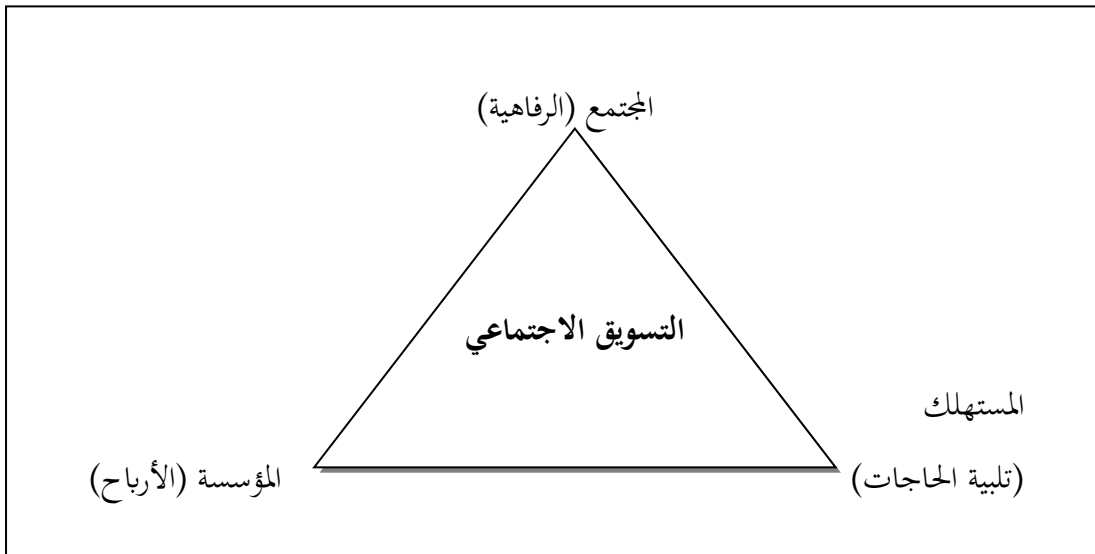 المجتمع (الرفاهية)
التسويق الاجتماعي
المستهلك
(تلبية الحاجات)
المؤسسة (الأرباح)